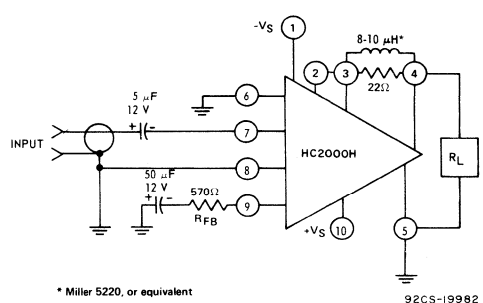 -VS
1
8-10 μH*
2
3
4
22Ω
5 μF
12 V
+
-
6
INPUT
7
HC2000H
RL
8
50 μF
12 V
+
-
570Ω
RFB
9
+VS
10
5
* Miller 5220, or equivalent
92CS-19982